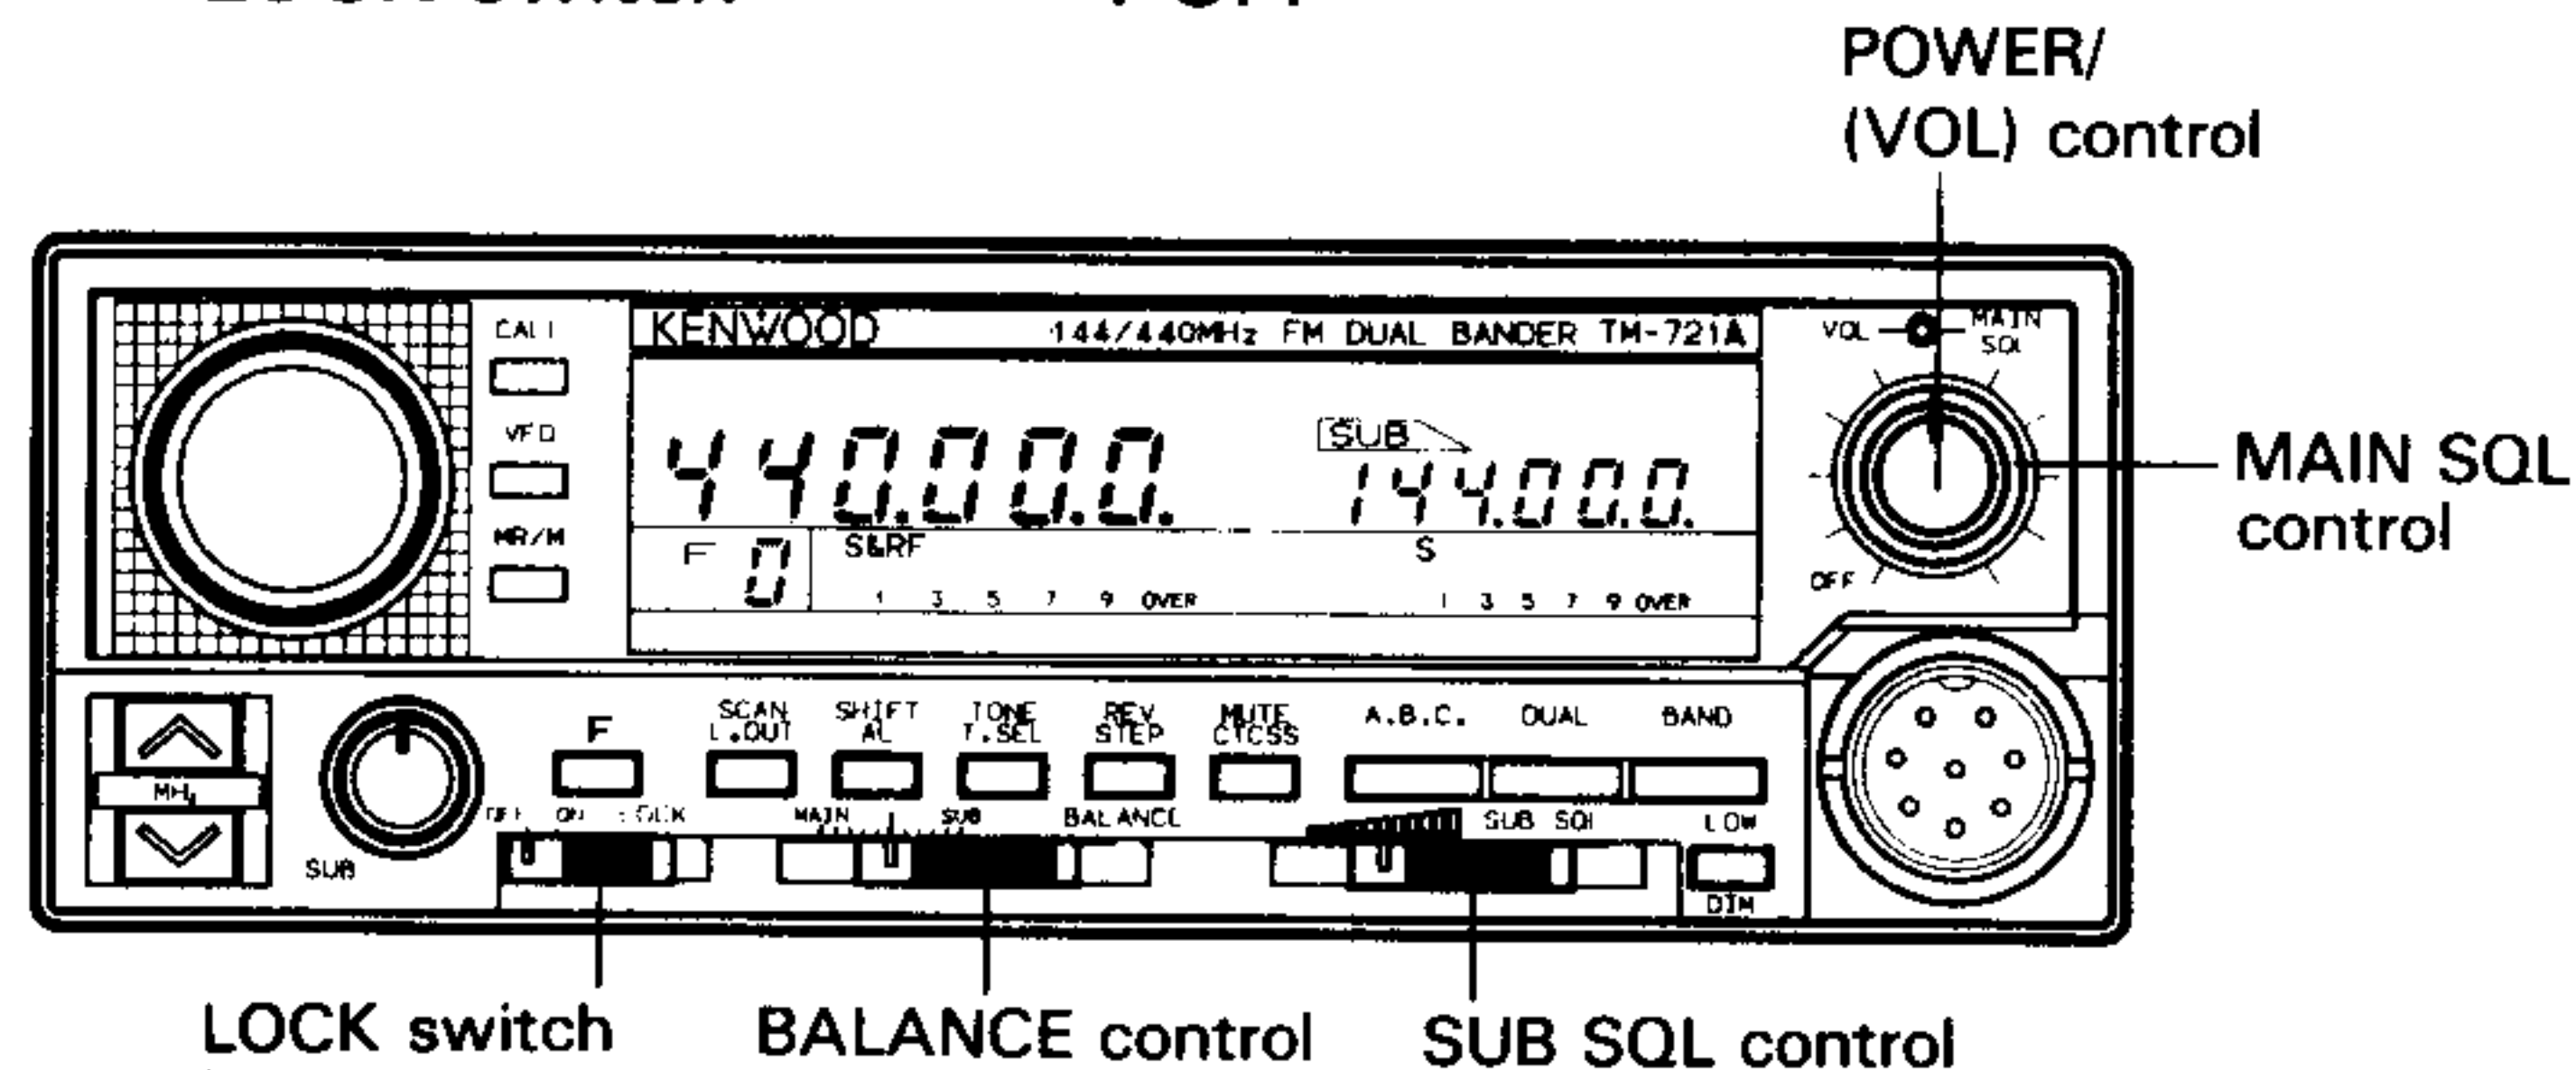 POWER/
(VOL) control
CALL
KENWOOD 144/440MHz FM DUAL BANDER TM-721A
VOL MAIN
SQL
VFO
440.000.
SUB
144.000.
MAIN SQL
control
MR/M
F 0 S&RF S
1 3 5 7 9 OVER 1 3 5 7 9 OVER
OFF
SCAN SHIFT TONE REV MUTE A.B.C. DUAL BAND
F L.OUT AL T.SEL STEP CTCSS
MHz
OFF ON LOCK MAIN SUB BALANCE SUB SQL LOW
SUB
DIM
LOCK switch BALANCE control SUB SQL control